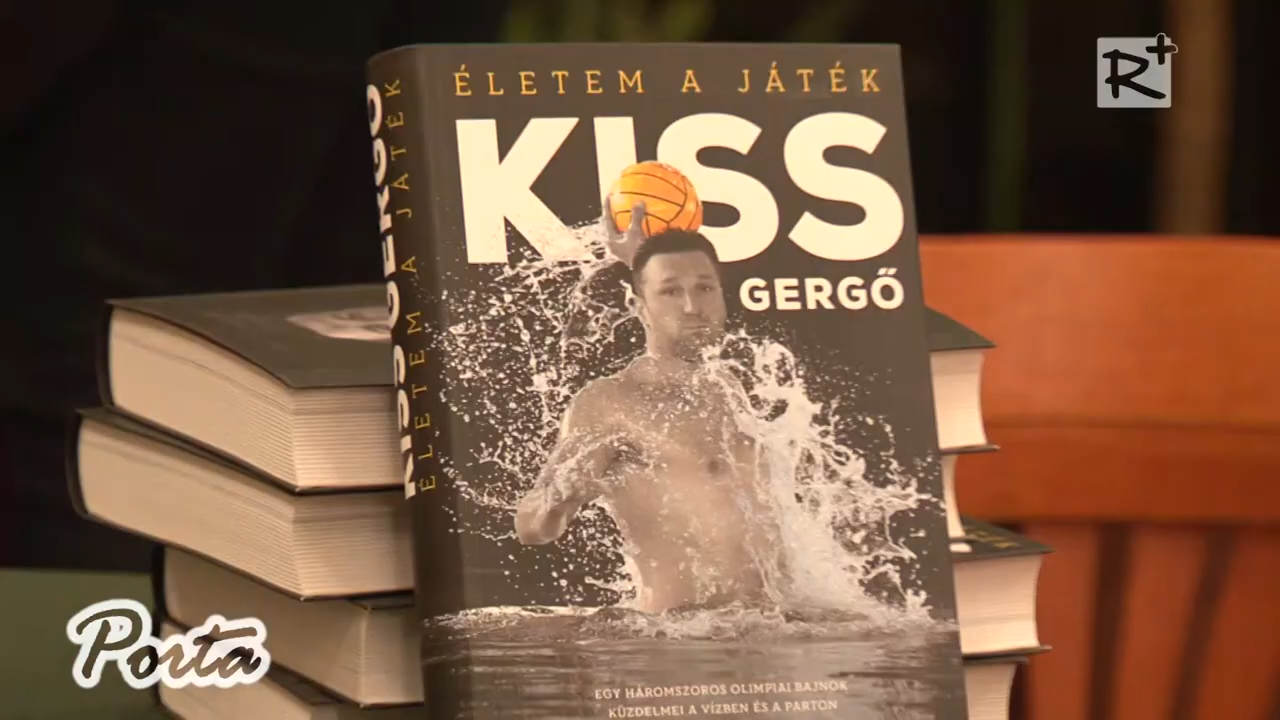 R+
ÉLETEM A JÁTÉK
KISS
GERGŐ
KISS GERGŐ
ÉLETEM A JÁTÉK
EGY HÁROMSZOROS OLIMPIAI BAJNOK
KÜZDELMEI A VÍZBEN ÉS A PARTON
Porta